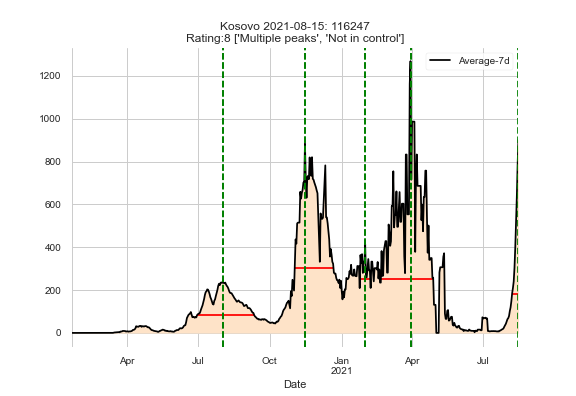 Kosovo 2021-08-15: 116247
Rating:8 ['Multiple peaks', 'Not in control']
Average-7d
1200
1000
800
600
400
200
0
Apr Jul Oct Jan Apr Jul
2021
Date